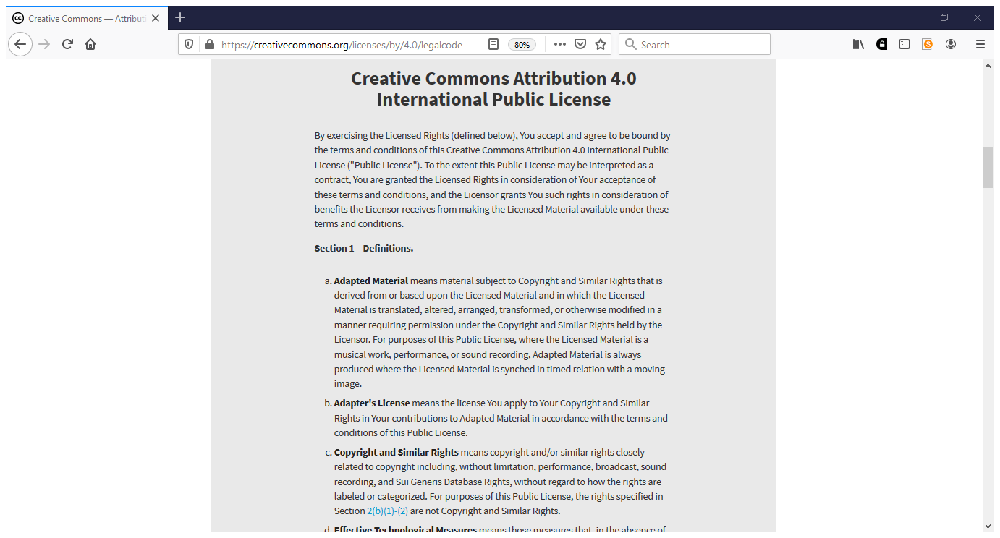 Creative Commons — Attribut
https://creativecommons.org/licenses/by/4.0/legalcode
80%
Search
Creative Commons Attribution 4.0
International Public License
By exercising the Licensed Rights (defined below), You accept and agree to be bound by
the terms and conditions of this Creative Commons Attribution 4.0 International Public
License ("Public License"). To the extent this Public License may be interpreted as a
contract, You are granted the Licensed Rights in consideration of Your acceptance of
these terms and conditions, and the Licensor grants You such rights in consideration of
benefits the Licensor receives from making the Licensed Material available under these
terms and conditions.
Section 1 – Definitions.
a. Adapted Material means material subject to Copyright and Similar Rights that is
derived from or based upon the Licensed Material and in which the Licensed
Material is translated, altered, arranged, transformed, or otherwise modified in a
manner requiring permission under the Copyright and Similar Rights held by the
Licensor. For purposes of this Public License, where the Licensed Material is a
musical work, performance, or sound recording, Adapted Material is always
produced where the Licensed Material is synched in timed relation with a moving
image.
b. Adapter's License means the license You apply to Your Copyright and Similar
Rights in Your contributions to Adapted Material in accordance with the terms and
conditions of this Public License.
c. Copyright and Similar Rights means copyright and/or similar rights closely
related to copyright including, without limitation, performance, broadcast, sound
recording, and Sui Generis Database Rights, without regard to how the rights are
labeled or categorized. For purposes of this Public License, the rights specified in
Section 2(b)(1)-(2) are not Copyright and Similar Rights.
d. Effective Technological Measures means those measures that, in the absence of